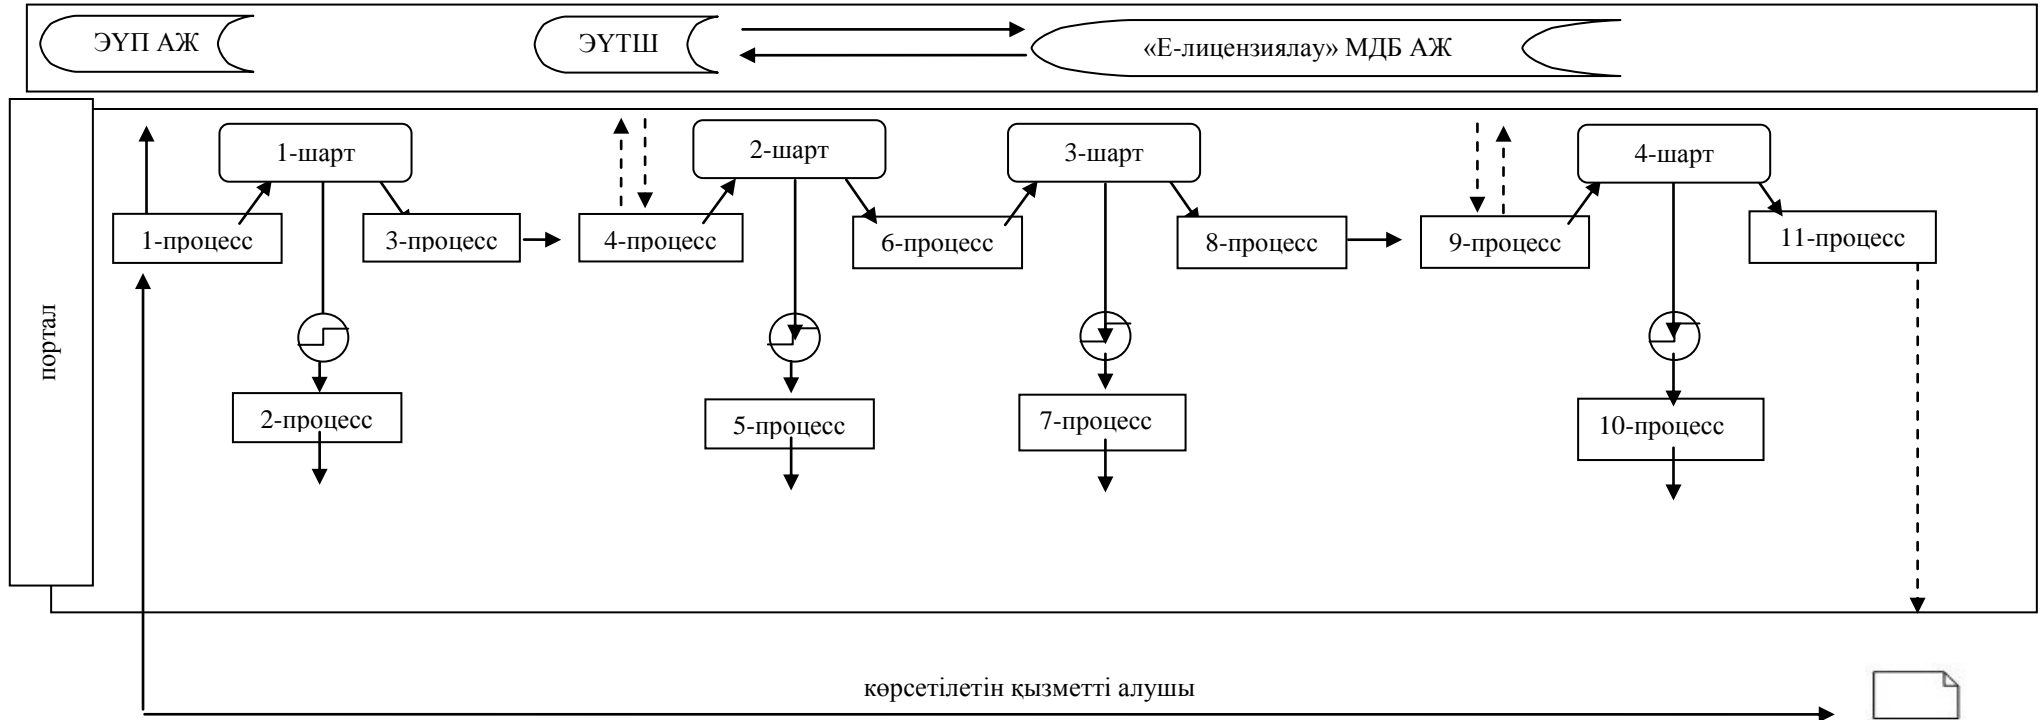 ЭҮП АЖ
ЭҮТШ
«Е-лицензиялау» МДБ АЖ
портал
1-шарт
2-шарт
3-шарт
4-шарт
1-процесс
3-процесс
4-процесс
6-процесс
8-процесс
9-процесс
11-процесс
2-процесс
5-процесс
7-процесс
10-процесс
көрсетілетін қызметті алушы